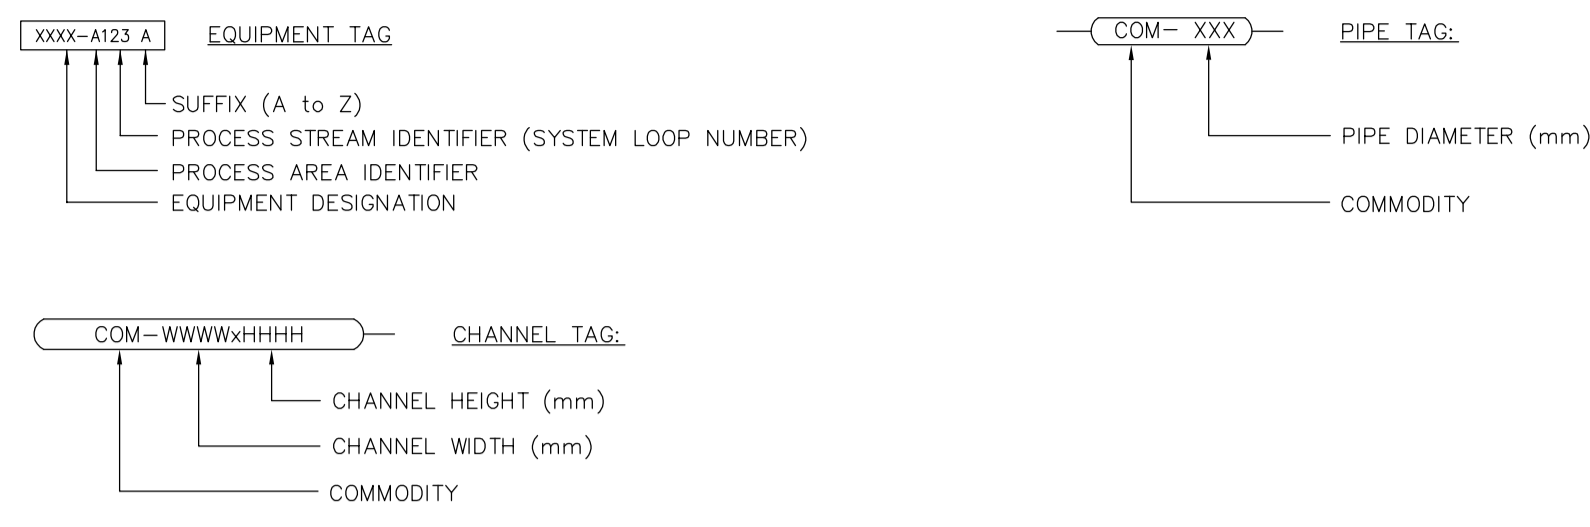 XXXX-A123 A
EQUIPMENT TAG
SUFFIX (A to Z)
PROCESS STREAM IDENTIFIER (SYSTEM LOOP NUMBER)
PROCESS AREA IDENTIFIER
EQUIPMENT DESIGNATION
COM- XXX
PIPE TAG:
PIPE DIAMETER (mm)
COMMODITY
COM-WWWWxHHHH
CHANNEL TAG:
CHANNEL HEIGHT (mm)
CHANNEL WIDTH (mm)
COMMODITY